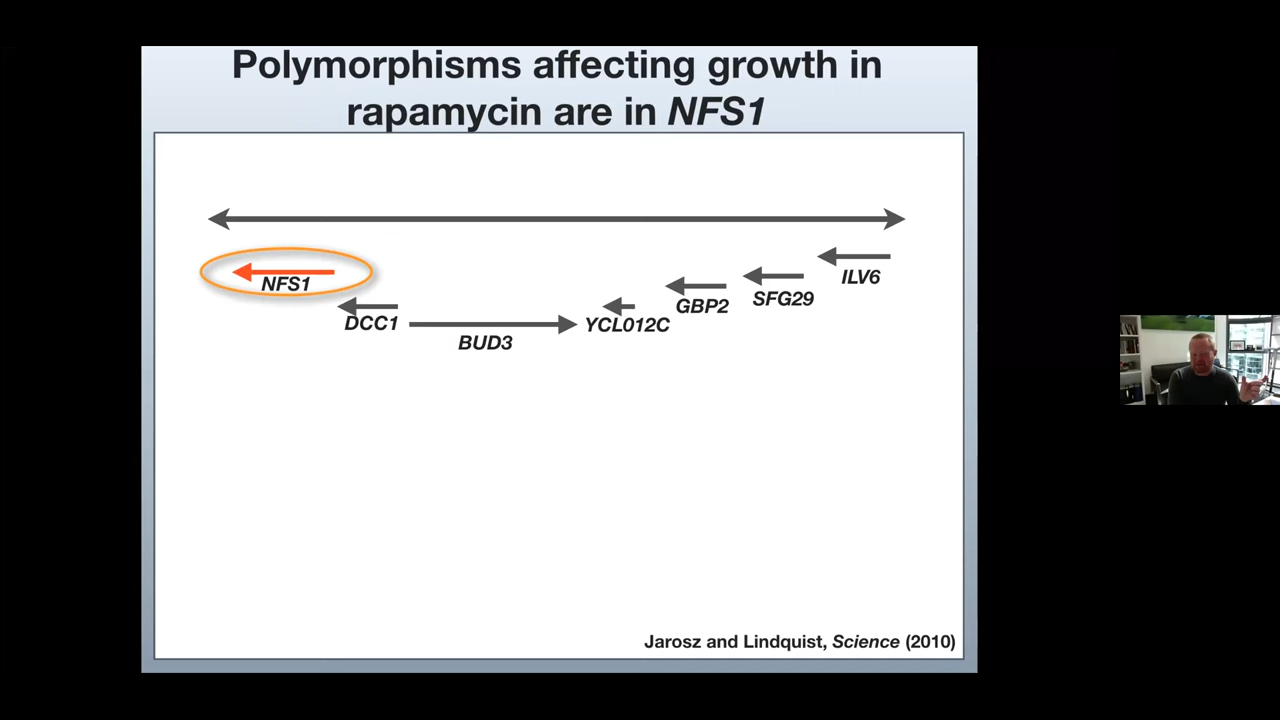 Polymorphisms affecting growth in
rapamycin are in NFS1
NFS1
DCC1
BUD3
YCL012C
GBP2
SFG29
ILV6
Jarosz and Lindquist, Science (2010)